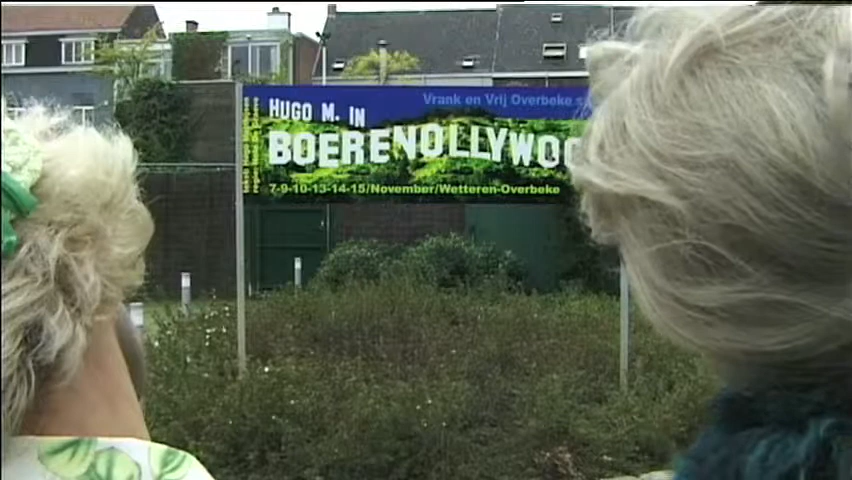 Vrank en Vrij Overbeke
HUGO M. IN
BOERENOLLYWOO
7-9-10-13-14-15/November/Wetteren-Overbeke